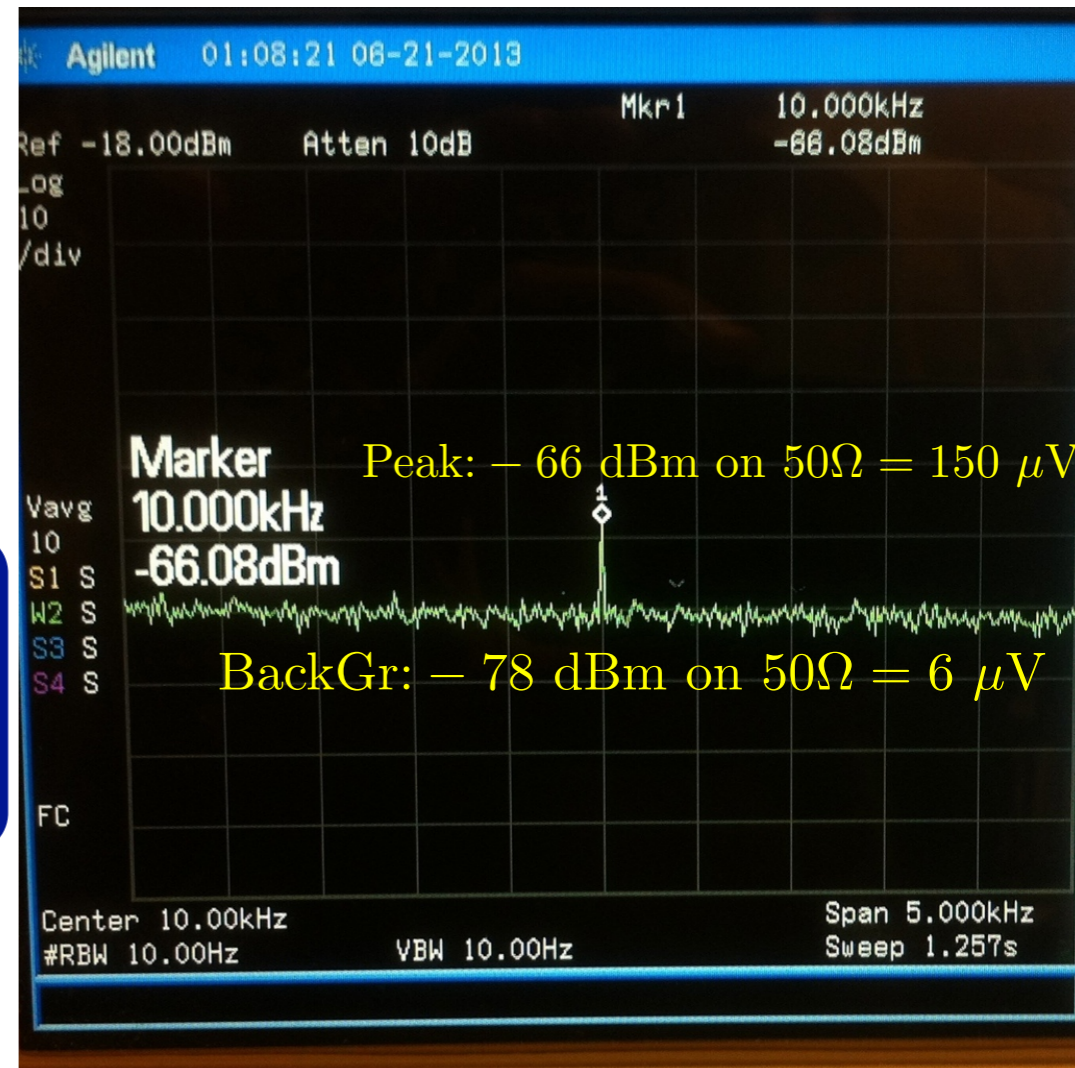 Agilent 01:08:21 06-21-2013
Mkr1 10.000kHz
Ref -18.00dBm Atten 10dB -66.08dBm
Log
10
/div
Marker
10.000kHz
-66.08dBm
Peak: – 66 dBm on 50Ω = 150 μV
1
Vavg
10
S1 S
W2 S
S3 S
S4 S
BackGr: – 78 dBm on 50Ω = 6 μV
FC
Center 10.00kHz Span 5.000kHz
#RBW 10.00Hz VBW 10.00Hz Sweep 1.257s